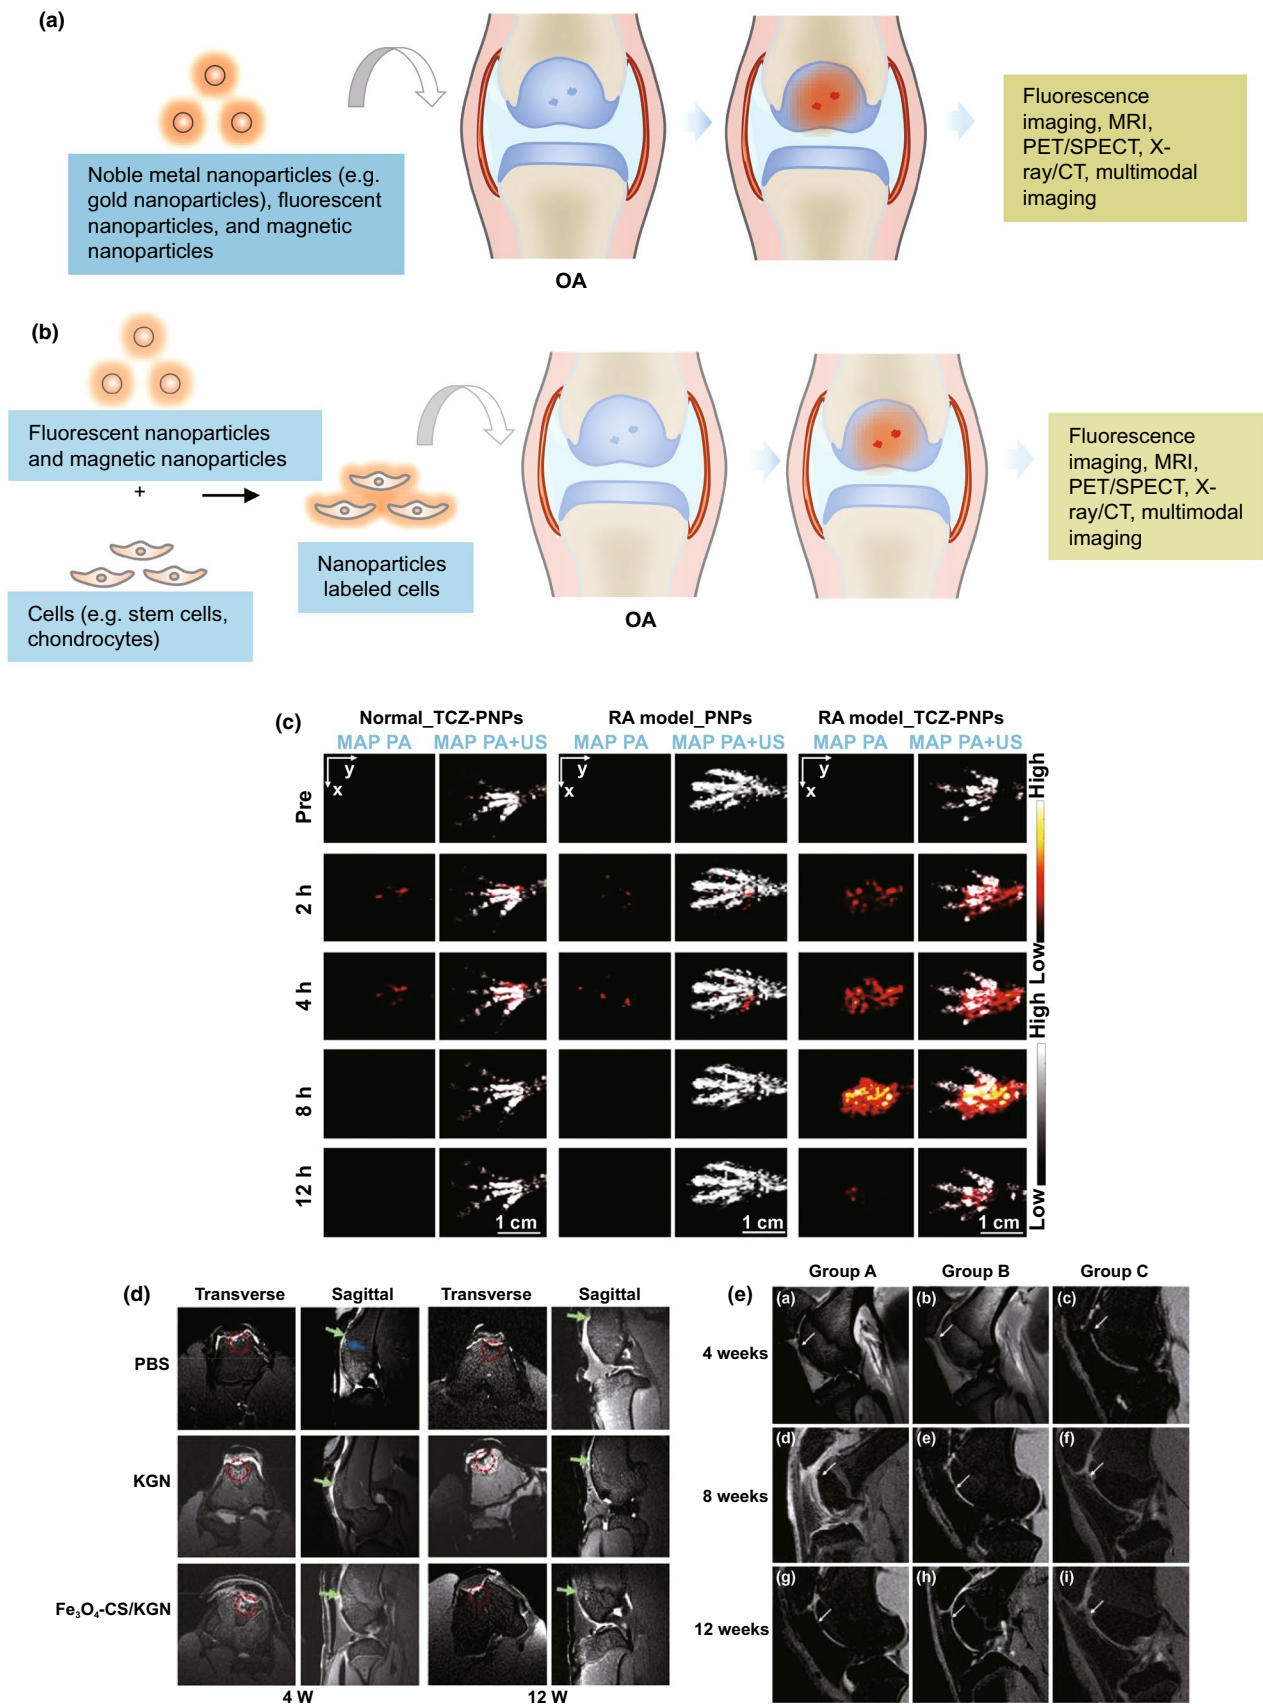 (a)
Noble metal nanoparticles (e.g.
gold nanoparticles), fluorescent
nanoparticles, and magnetic
nanoparticles
OA
Fluorescence
imaging, MRI,
PET/SPECT, X-
ray/CT, multimodal
imaging
(b)
Fluorescent nanoparticles
and magnetic nanoparticles
+
Cells (e.g. stem cells,
chondrocytes)
Nanoparticles
labeled cells
OA
Fluorescence
imaging, MRI,
PET/SPECT, X-
ray/CT, multimodal
imaging
(c)
Normal_TCZ-PNPs RA model_PNPs RA model_TCZ-PNPs
MAP PA MAP PA+US MAP PA MAP PA+US MAP PA MAP PA+US
y x y x y x
Pre
2 h
4 h
8 h
12 h
1 cm 1 cm 1 cm
High
Low
High
Low
(d)
Transverse Sagittal Transverse Sagittal
PBS
KGN
Fe₃O₄-CS/KGN
4 W 12 W
(e)
Group A Group B Group C
4 weeks
(a) (b) (c)
8 weeks
(d) (e) (f)
12 weeks
(g) (h) (i)